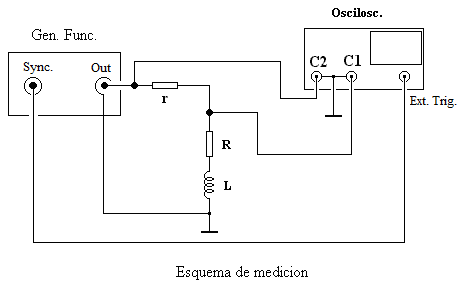 Oscilosc.
Gen. Func.
Sync.
Out
C2
C1
r
Ext. Trig.
R
L
Esquema de medicion